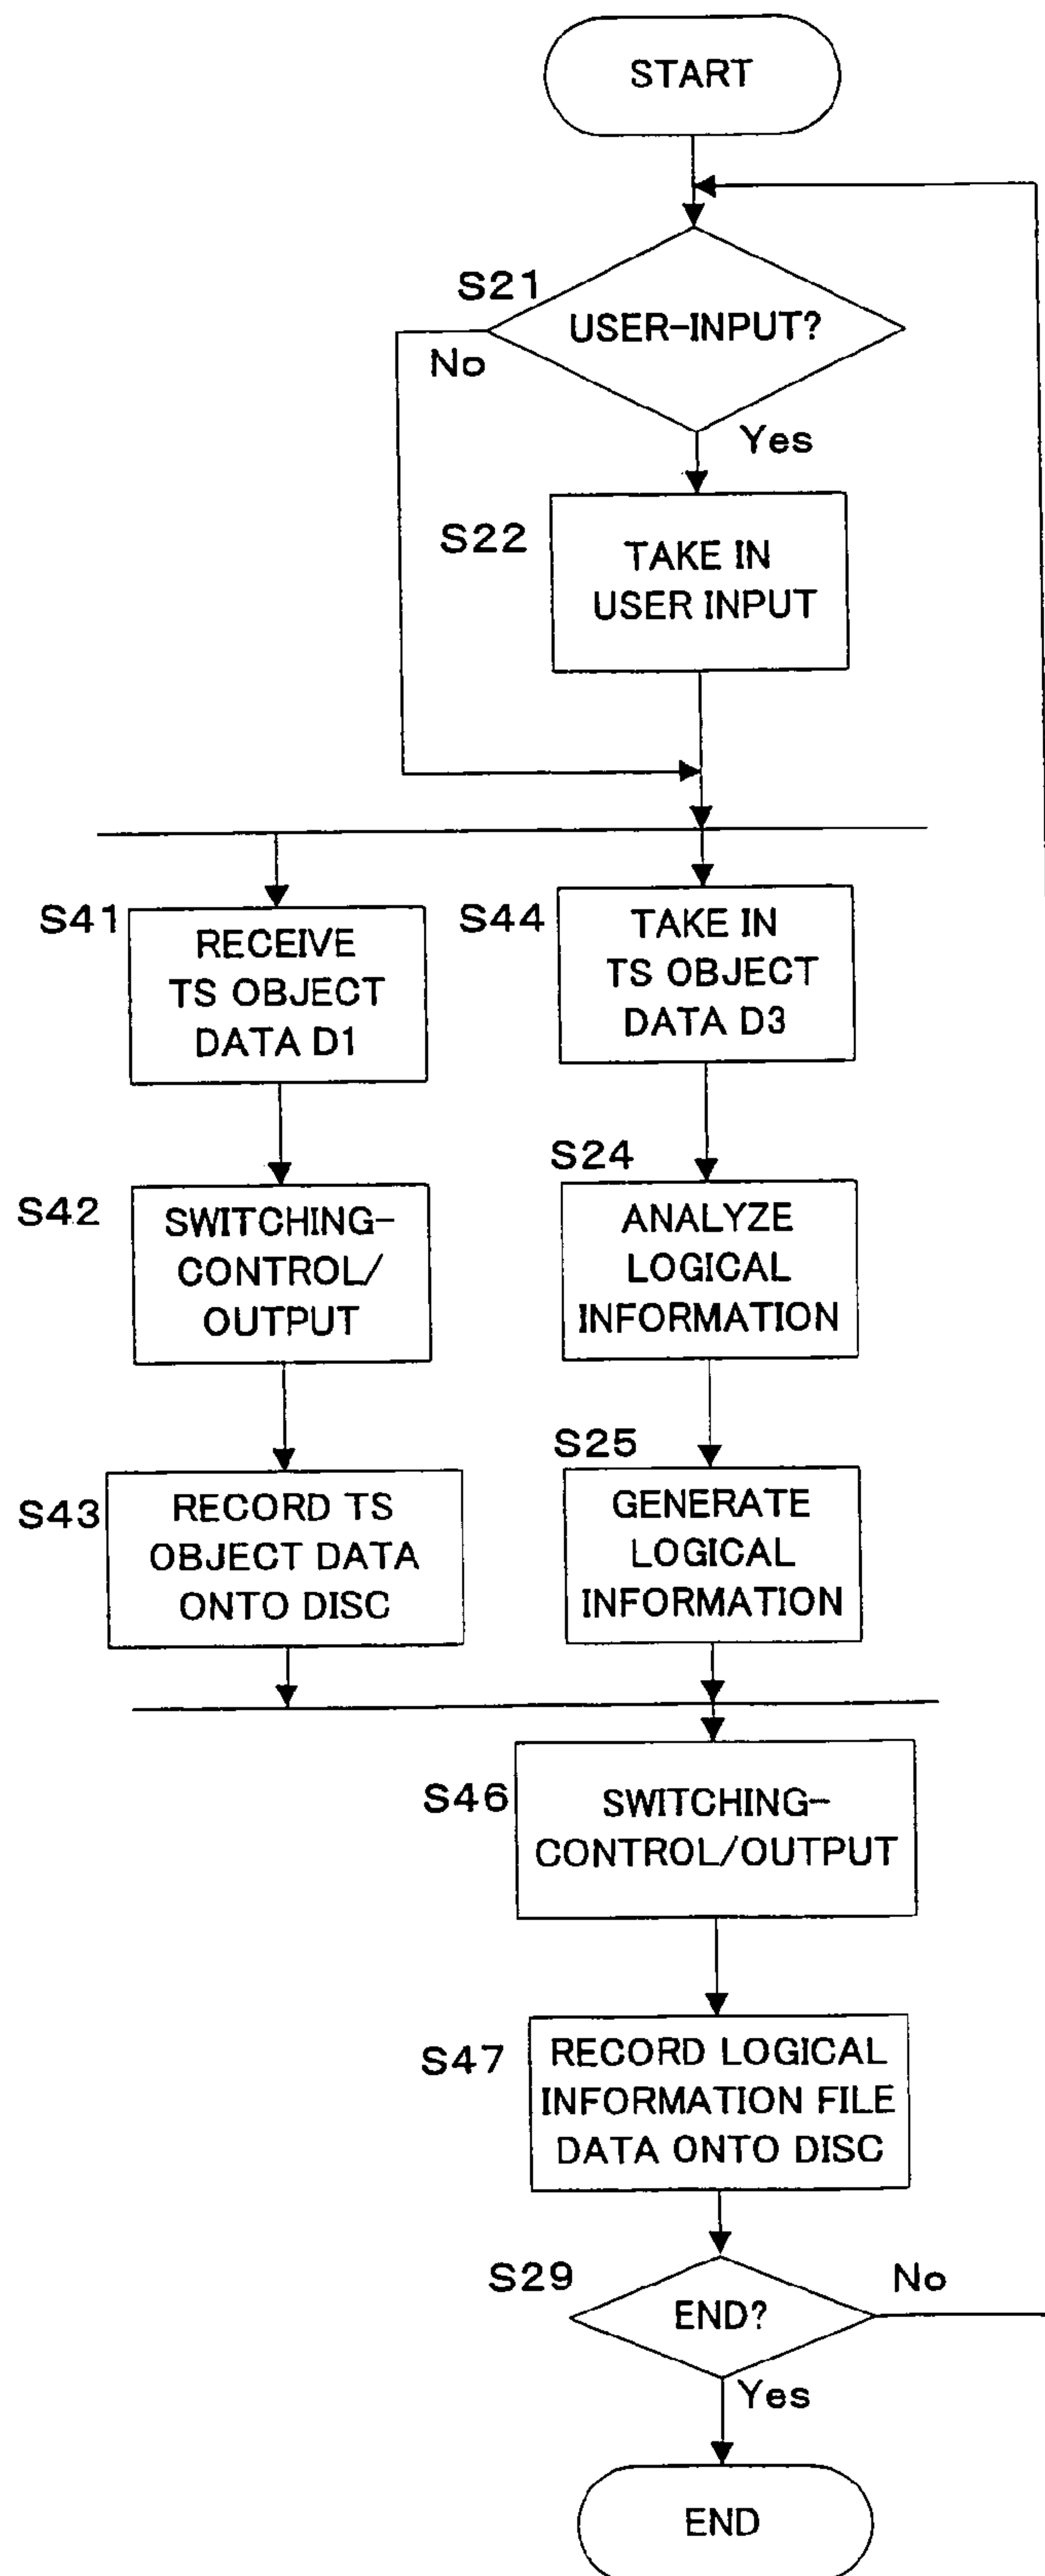 START
S21
USER-INPUT?
No
Yes
S22
TAKE IN
USER INPUT
S41
RECEIVE
TS OBJECT
DATA D1
S44
TAKE IN
TS OBJECT
DATA D3
S42
SWITCHING-
CONTROL/
OUTPUT
S24
ANALYZE
LOGICAL
INFORMATION
S43
RECORD TS
OBJECT DATA
ONTO DISC
S25
GENERATE
LOGICAL
INFORMATION
S46
SWITCHING-
CONTROL/OUTPUT
S47
RECORD LOGICAL
INFORMATION FILE
DATA ONTO DISC
S29
END?
No
Yes
END